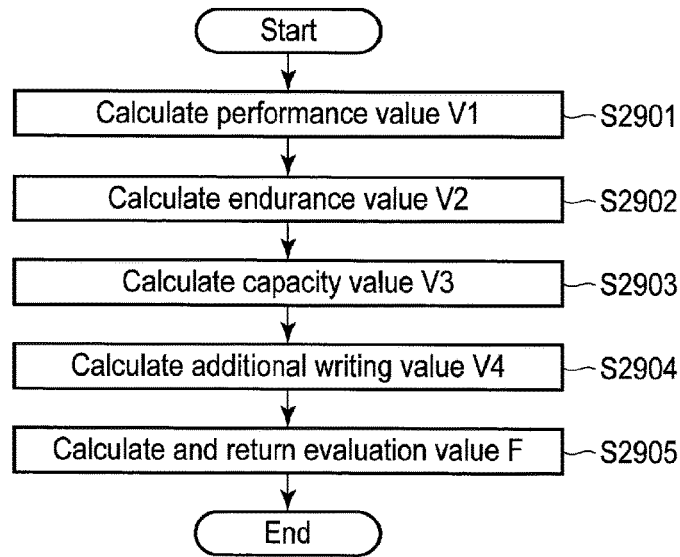 Start
Calculate performance value V1
S2901
Calculate endurance value V2
S2902
Calculate capacity value V3
S2903
Calculate additional writing value V4
S2904
Calculate and return evaluation value F
S2905
End